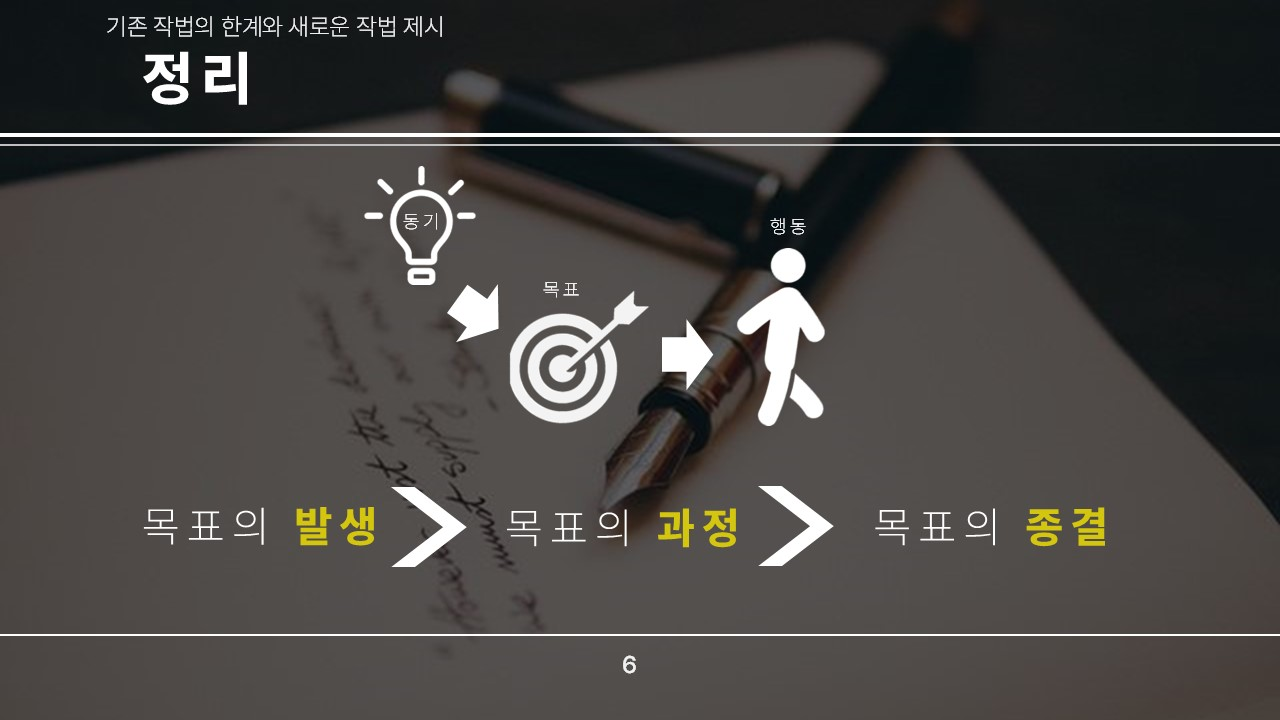 기존 작법의 한계와 새로운 작법 제시
정리
동기
목표
행동
목표의 발생
목표의 과정
목표의 종결
6